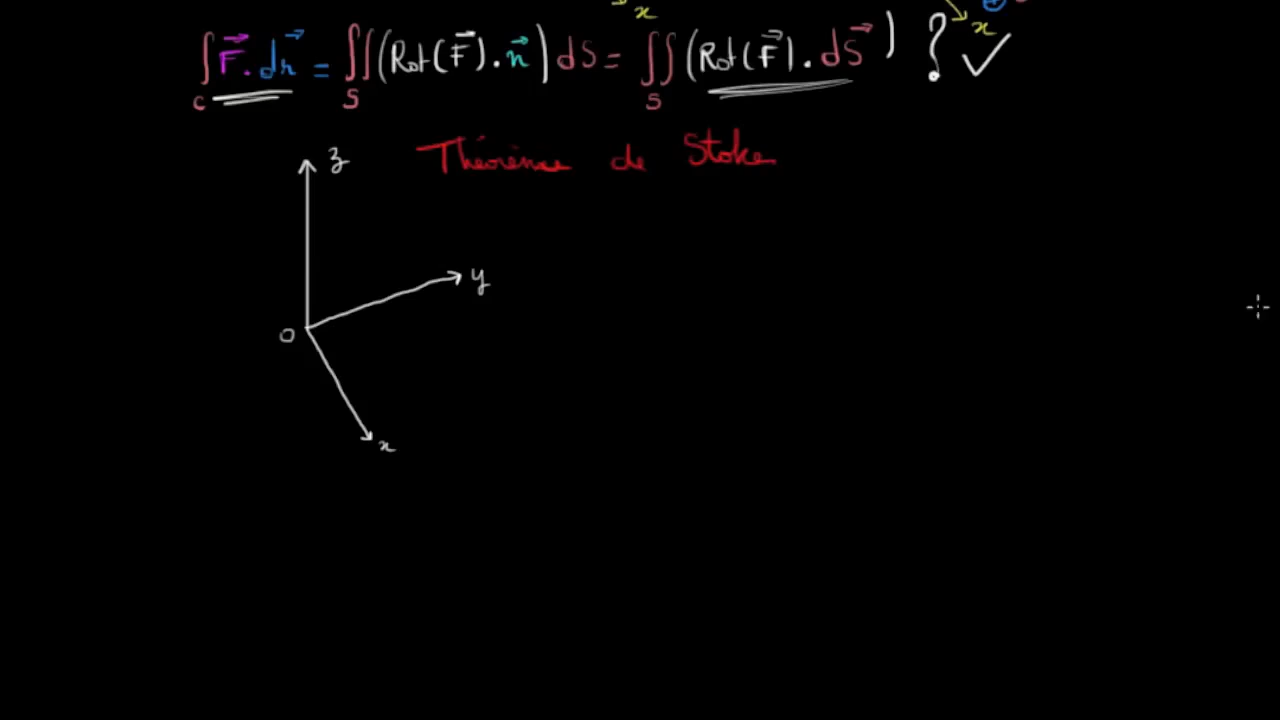 x
x
∫_C F⃗ . dr⃗ = ∬_S (Rot(F⃗) . n⃗) dS = ∬_S (Rot(F⃗) . dS⃗) ? ✓
Théorème de Stoke
z
y
O
x